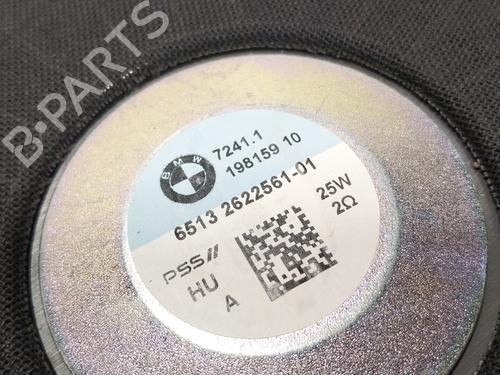 B-PARTS
BMW
7241.1
198159 10
6513 2622561-01
25W
2Ω
PSS//
HU
A